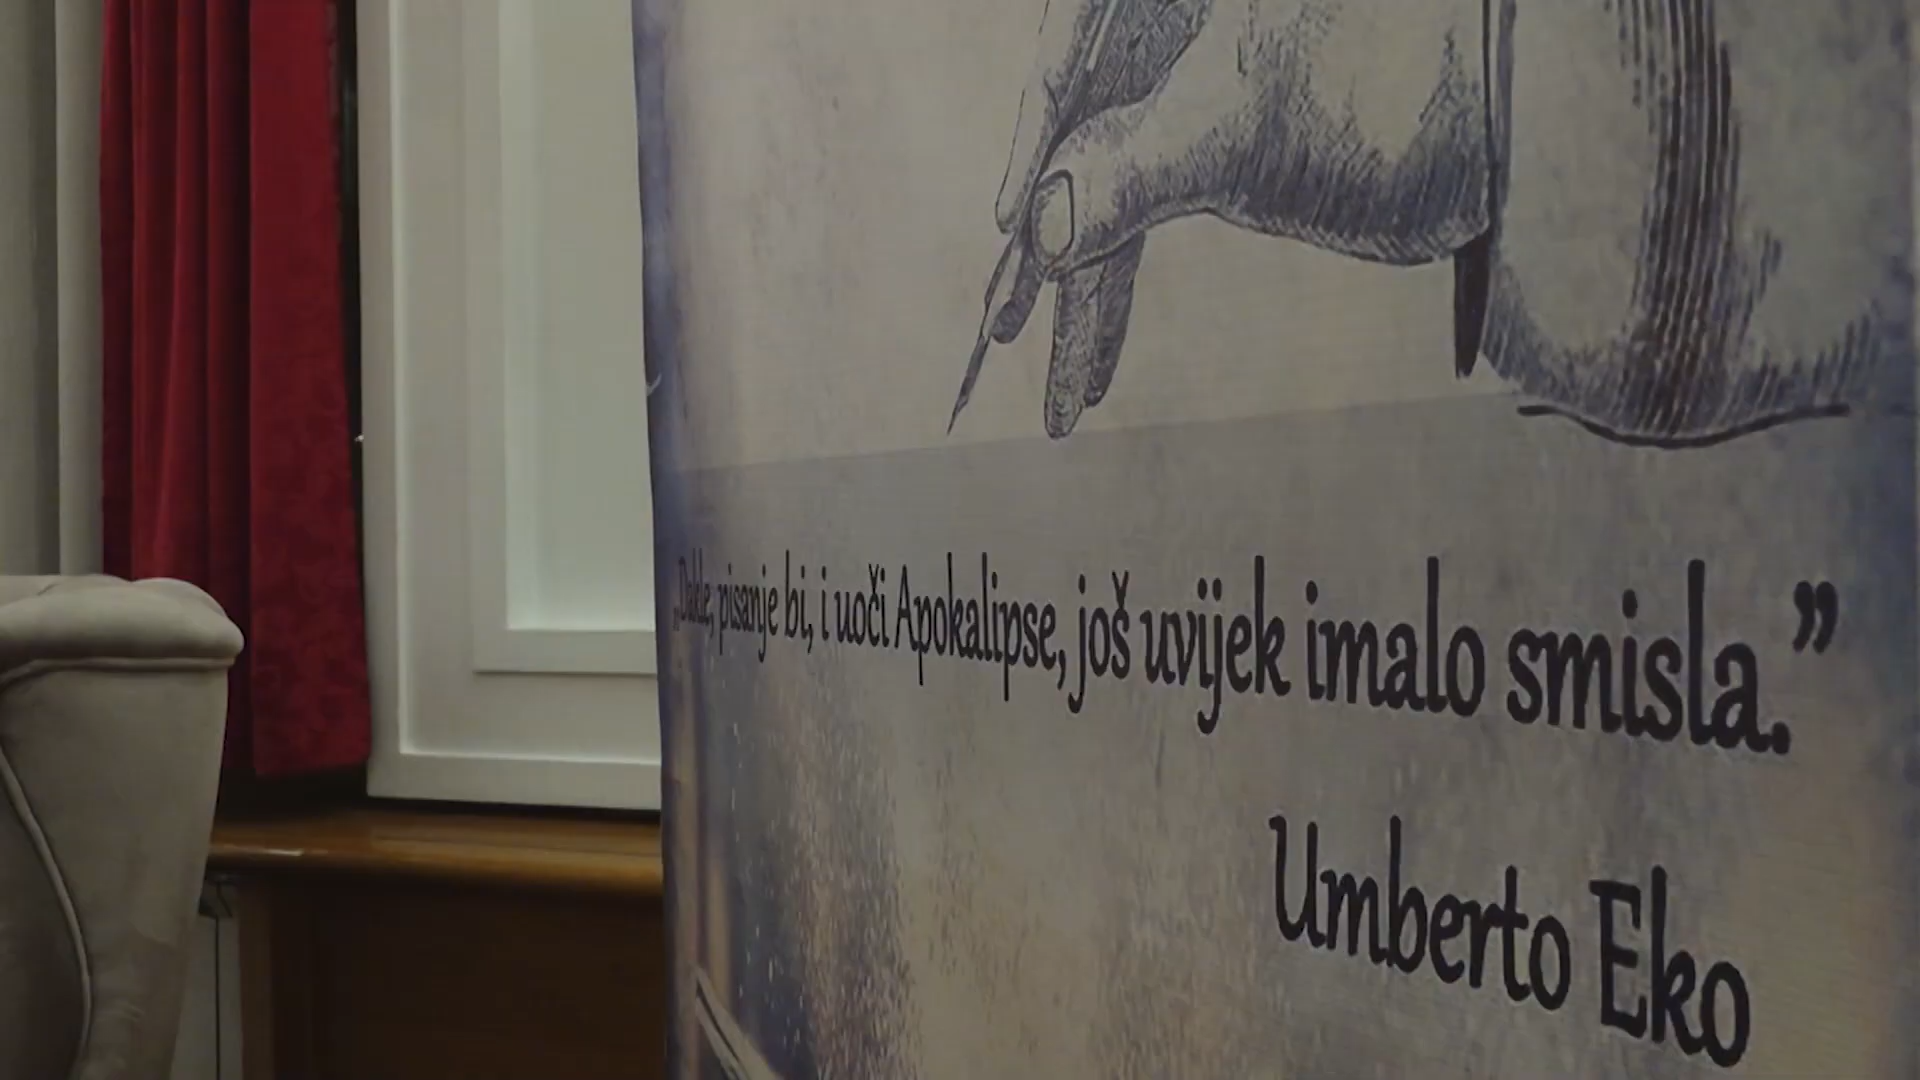 „Dakle, pisanje bi, i uoči Apokalipse, još uvijek imalo smisla.”
Umberto Eko